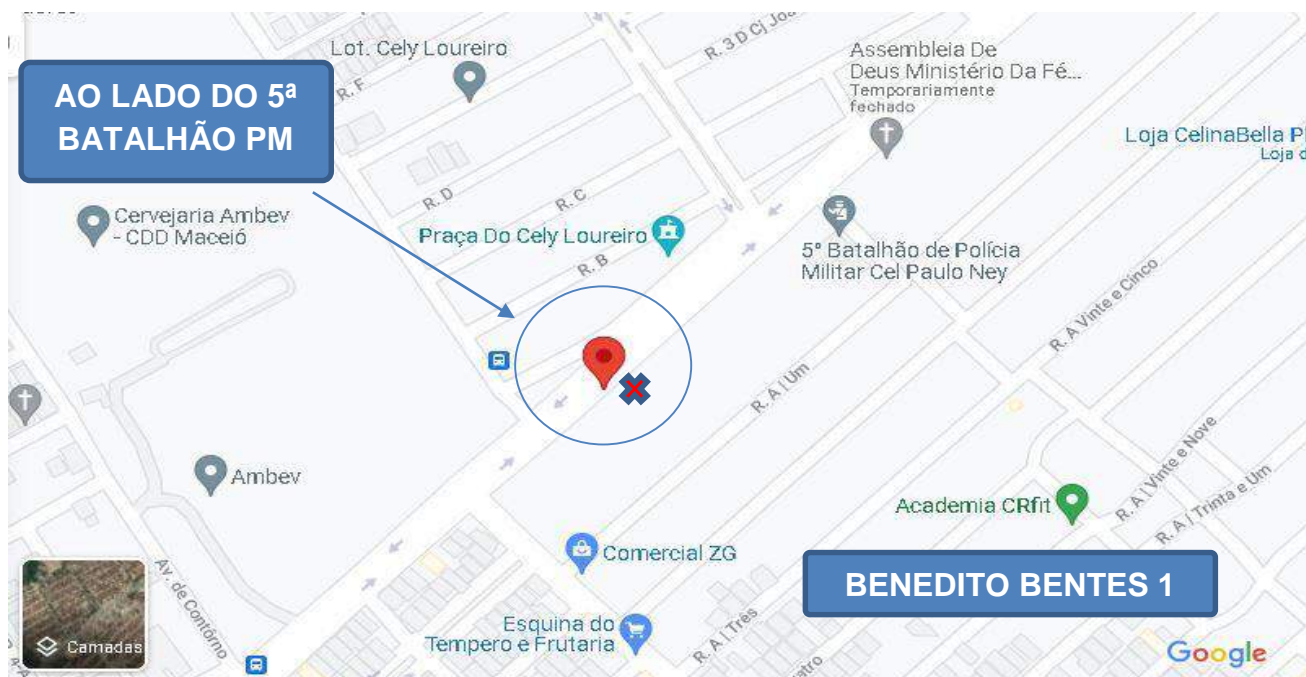 Lot. Cely Loureiro
R. 3 D Cj
Assembleia De
Deus Ministério Da Fé...
Temporariamente
fechado
AO LADO DO 5ª
BATALHÃO PM
R. F
Loja CelinaBella
R. D
R. C
Cervejaria Ambev
- CDD Maceió
Praça Do Cely Loureiro
R. B
5° Batalhão de Polícia
Militar Cel Paulo Ney
R. A Vinte e Cinco
R. A I Um
Ambev
Academia CRfit
R. A I Vinte e Nove
R. A I Trinta e Um
Comercial ZG
BENEDITO BENTES 1
Av. de Contôrno
Esquina do
Tempero e Frutaria
R. A I Três
Camadas
Google